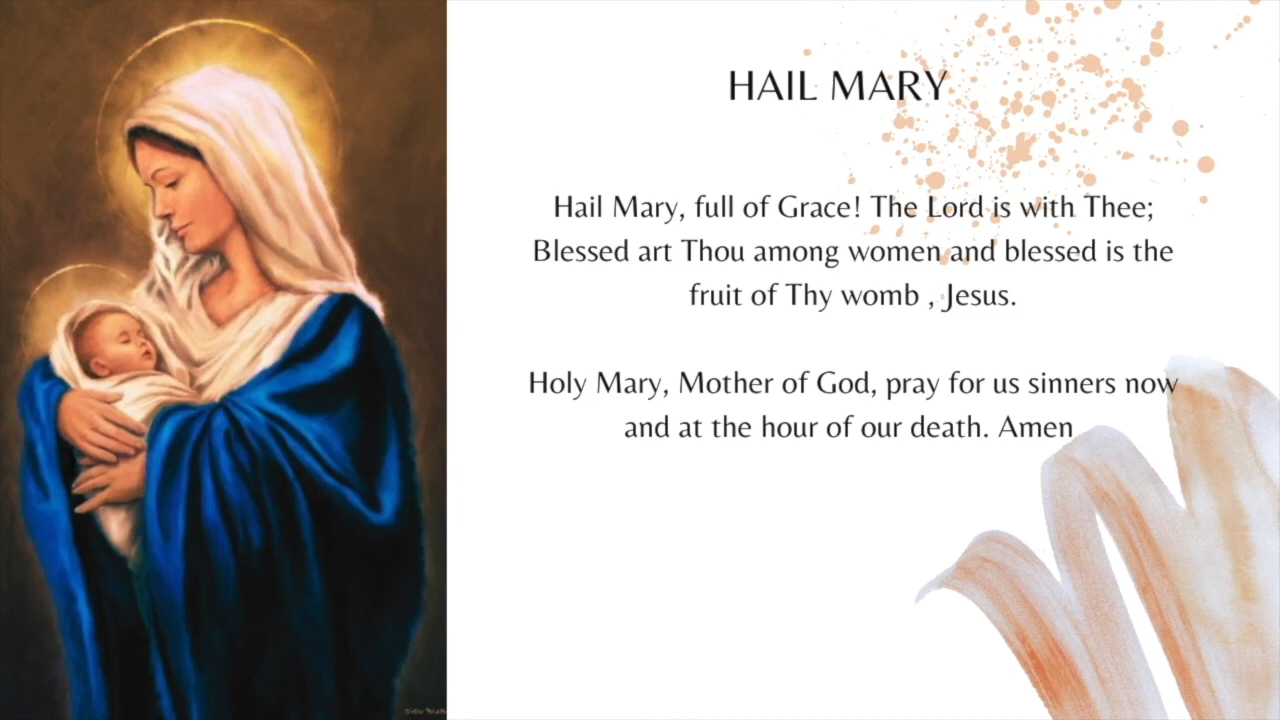 HAIL MARY
Hail Mary, full of Grace! The Lord is with Thee;
Blessed art Thou among women and blessed is the
fruit of Thy womb , Jesus.
Holy Mary, Mother of God, pray for us sinners now
and at the hour of our death. Amen